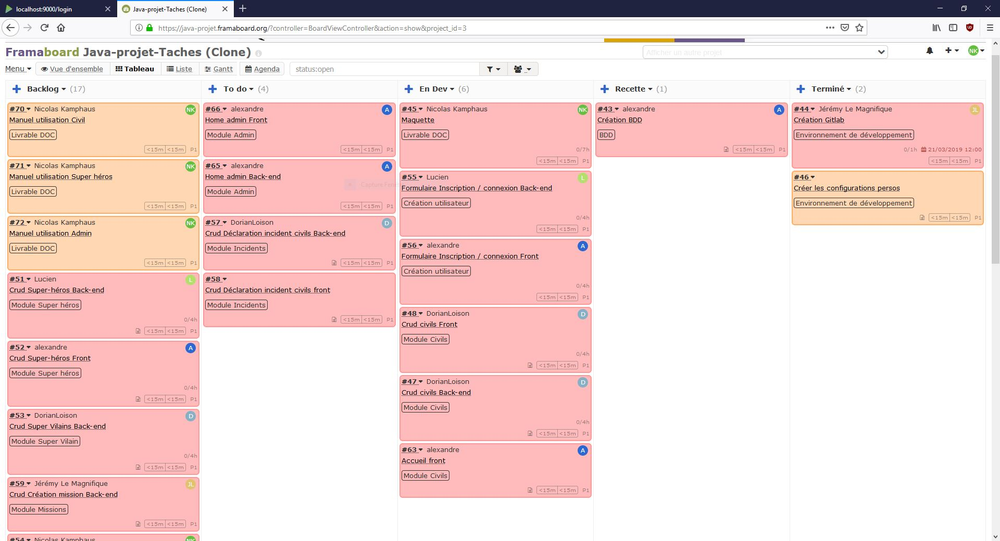 localhost:9000/login
Java-projet-Taches (Clone)
https://java-projet.framaboard.org/?controller=BoardViewController&action=show&project_id=3
Framaboard Java-projet-Taches (Clone)
Afficher un autre projet
NK
Menu
Vue d'ensemble
Tableau
Liste
Gantt
Agenda
status:open
Backlog (17)
#70 Nicolas Kamphaus NK
Manuel utilisation Civil
Livrable DOC
<15m <15m P1
#71 Nicolas Kamphaus NK
Manuel utilisation Super héros
Livrable DOC
<15m <15m P1
#72 Nicolas Kamphaus NK
Manuel utilisation Admin
Livrable DOC
<15m <15m P1
#51 Lucien L
Crud Super-héros Back-end
Module Super héros
0/4h
<15m <15m P1
#52 alexandre A
Crud Super-héros Front
Module Super héros
0/4h
<15m <15m P1
#53 DorianLoison D
Crud Super Vilains Back-end
Module Super Vilain
0/4h
<15m <15m P1
#59 Jérémy Le Magnifique JL
Crud Création mission Back-end
Module Missions
<15m <15m P1
#54 Nicolas Kamphaus NK
To do (4)
#66 alexandre A
Home admin Front
Module Admin
<15m <15m P1
#65 alexandre A
Home admin Back-end
Capture Fenêtre
Module Admin
<15m <15m P1
#57 DorianLoison D
Crud Déclaration incident civils Back-end
Module Incidents
<15m <15m P1
#58
Crud Déclaration incident civils front
Module Incidents
<15m <15m P1
En Dev (6)
#45 Nicolas Kamphaus NK
Maquette
Livrable DOC
0/7h
<15m <15m P1
#55 Lucien L
Formulaire Inscription / connexion Back-end
Création utilisateur
0/4h
<15m <15m P1
#56 alexandre A
Formulaire Inscription / connexion Front
Création utilisateur
0/4h
<15m <15m P1
#48 DorianLoison D
Crud civils Front
Module Civils
0/4h
<15m <15m P1
#47 DorianLoison D
Crud civils Back-end
Module Civils
0/4h
<15m <15m P1
#63 alexandre A
Accueil front
Module Civils
<15m <15m P1
Recette (1)
#43 alexandre A
Création BDD
BDD
<15m <15m P1
Terminé (2)
#44 Jérémy Le Magnifique JL
Création Gitlab
Environnement de développement
0/1h 21/03/2019 12:00
<15m <15m P1
#46
Créer les configurations persos
Environnement de développement
<15m <15m P1